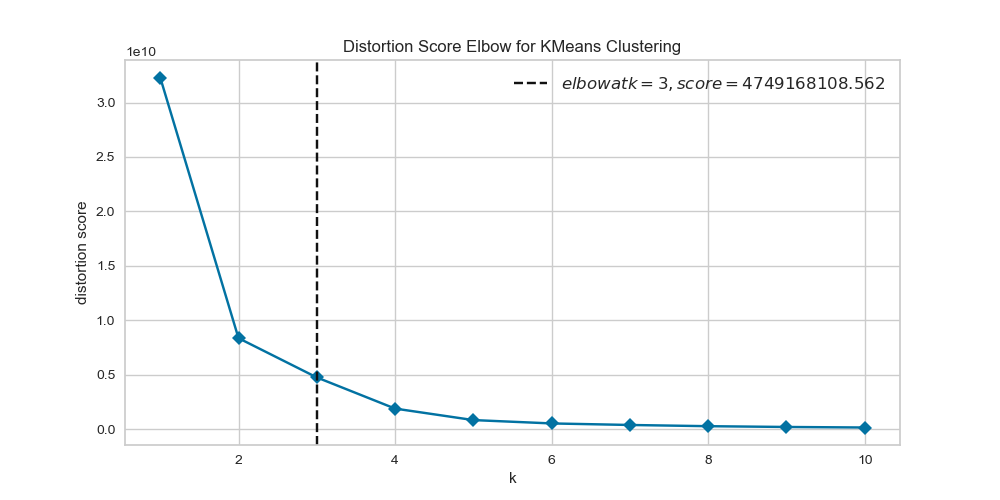 Distortion Score Elbow for KMeans Clustering
1e10
elbowatk = 3, score = 4749168108.562
3.0
2.5
2.0
1.5
1.0
0.5
0.0
distortion score
2 4 6 8 10
k